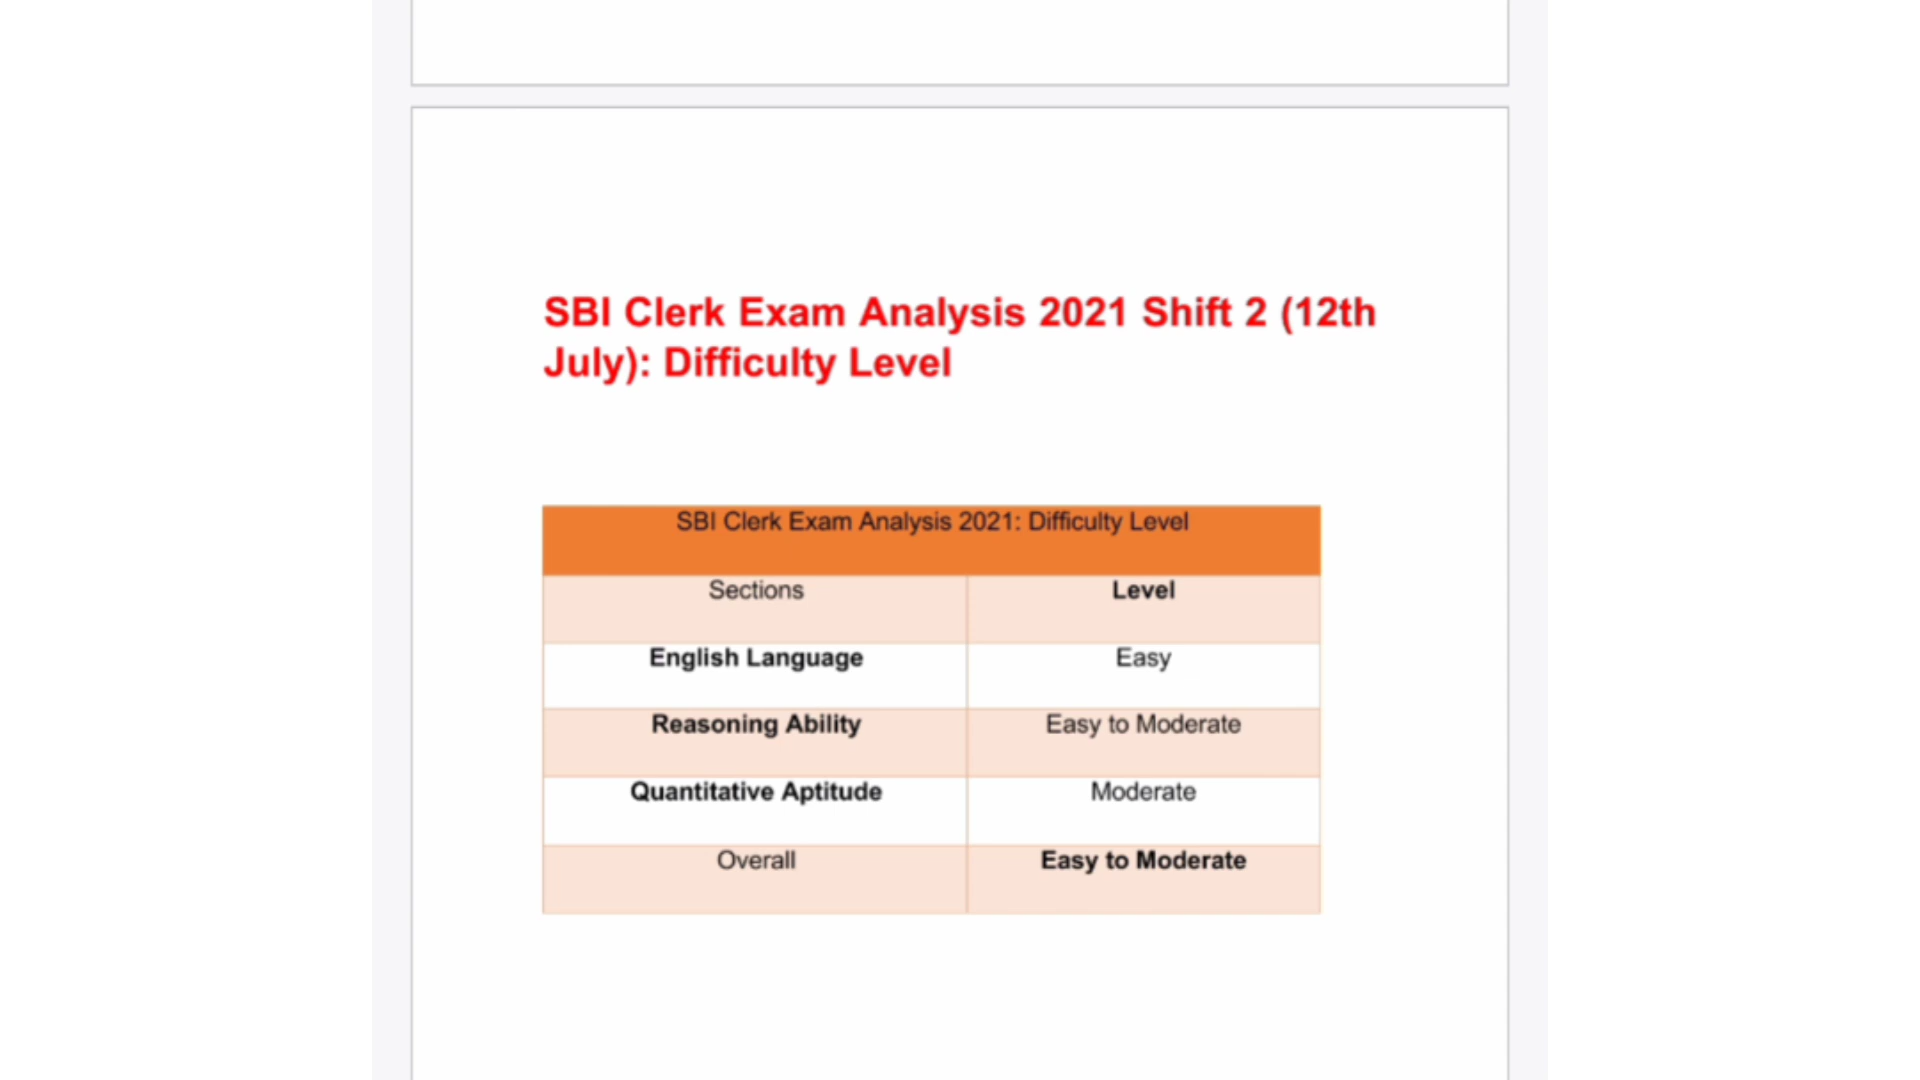 SBI Clerk Exam Analysis 2021 Shift 2 (12th
July): Difficulty Level
SBI Clerk Exam Analysis 2021: Difficulty Level
Sections Level
English Language Easy
Reasoning Ability Easy to Moderate
Quantitative Aptitude Moderate
Overall Easy to Moderate